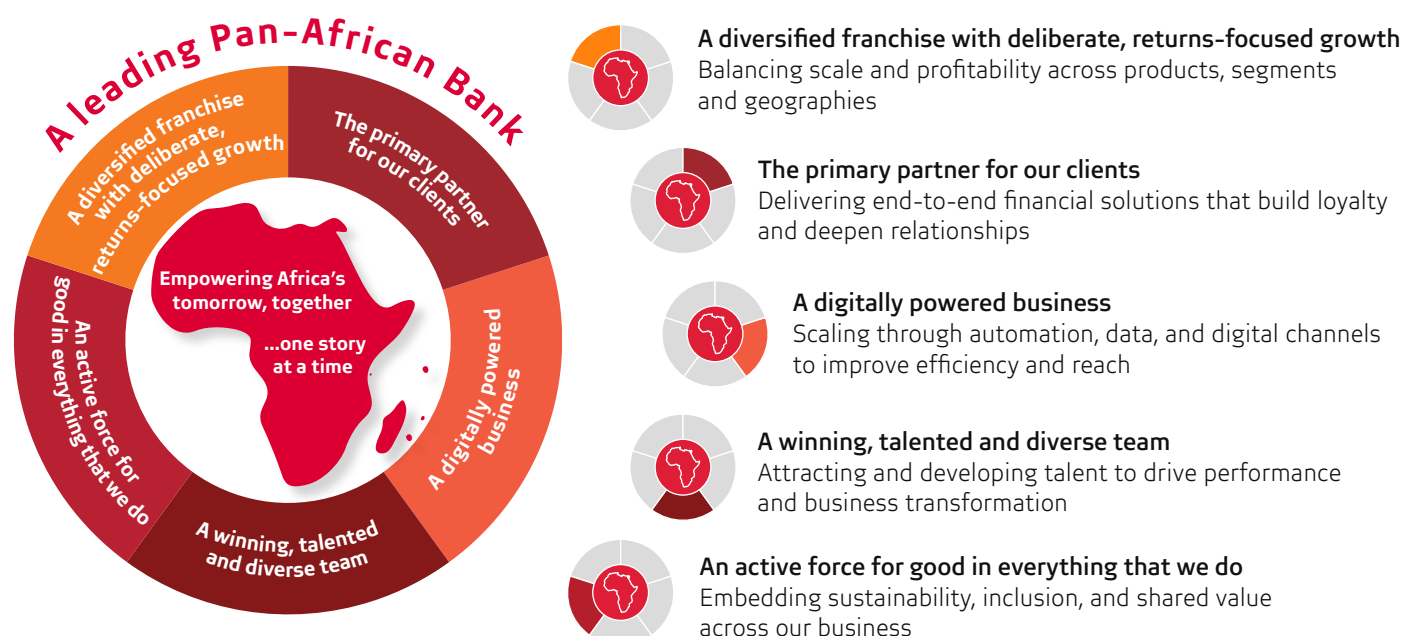 A leading Pan-African Bank
A diversified franchise
with deliberate,
returns-focused growth
The primary partner
for our clients
A digitally powered
business
A winning, talented
and diverse team
An active force for
good in everything that we do
Empowering Africa's
tomorrow, together
...one story
at a time
A diversified franchise with deliberate, returns-focused growth
Balancing scale and profitability across products, segments
and geographies
The primary partner for our clients
Delivering end-to-end financial solutions that build loyalty
and deepen relationships
A digitally powered business
Scaling through automation, data, and digital channels
to improve efficiency and reach
A winning, talented and diverse team
Attracting and developing talent to drive performance
and business transformation
An active force for good in everything that we do
Embedding sustainability, inclusion, and shared value
across our business